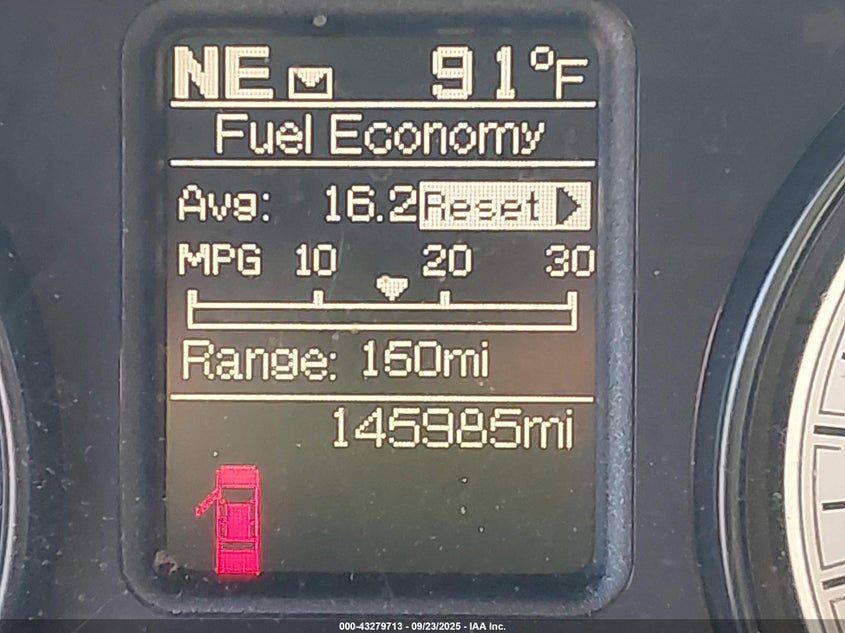 NE 91°F
Fuel Economy
Avg: 16.2 Reset
MPG 10 20 30
Range: 160mi
145985mi
000-43279713 - 09/23/2025 - IAA Inc.